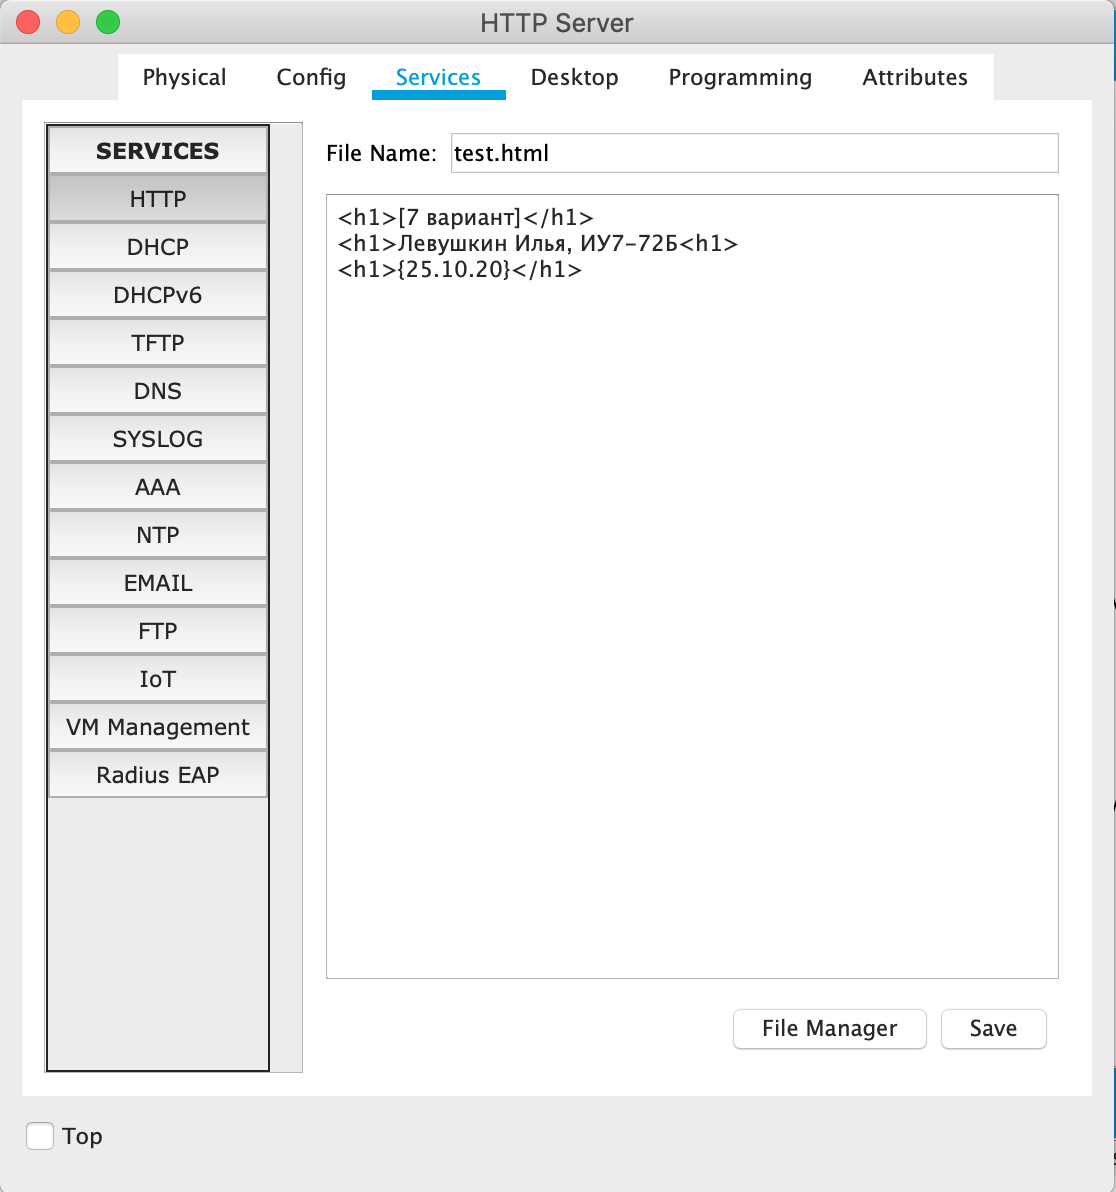 HTTP Server
Physical Config Services Desktop Programming Attributes
SERVICES
HTTP
DHCP
DHCPv6
TFTP
DNS
SYSLOG
AAA
NTP
EMAIL
FTP
IoT
VM Management
Radius EAP
File Name: test.html
<h1>[7 вариант]</h1>
<h1>Левушкин Илья, ИУ7-72Б<h1>
<h1>{25.10.20}</h1>
File Manager Save
Top